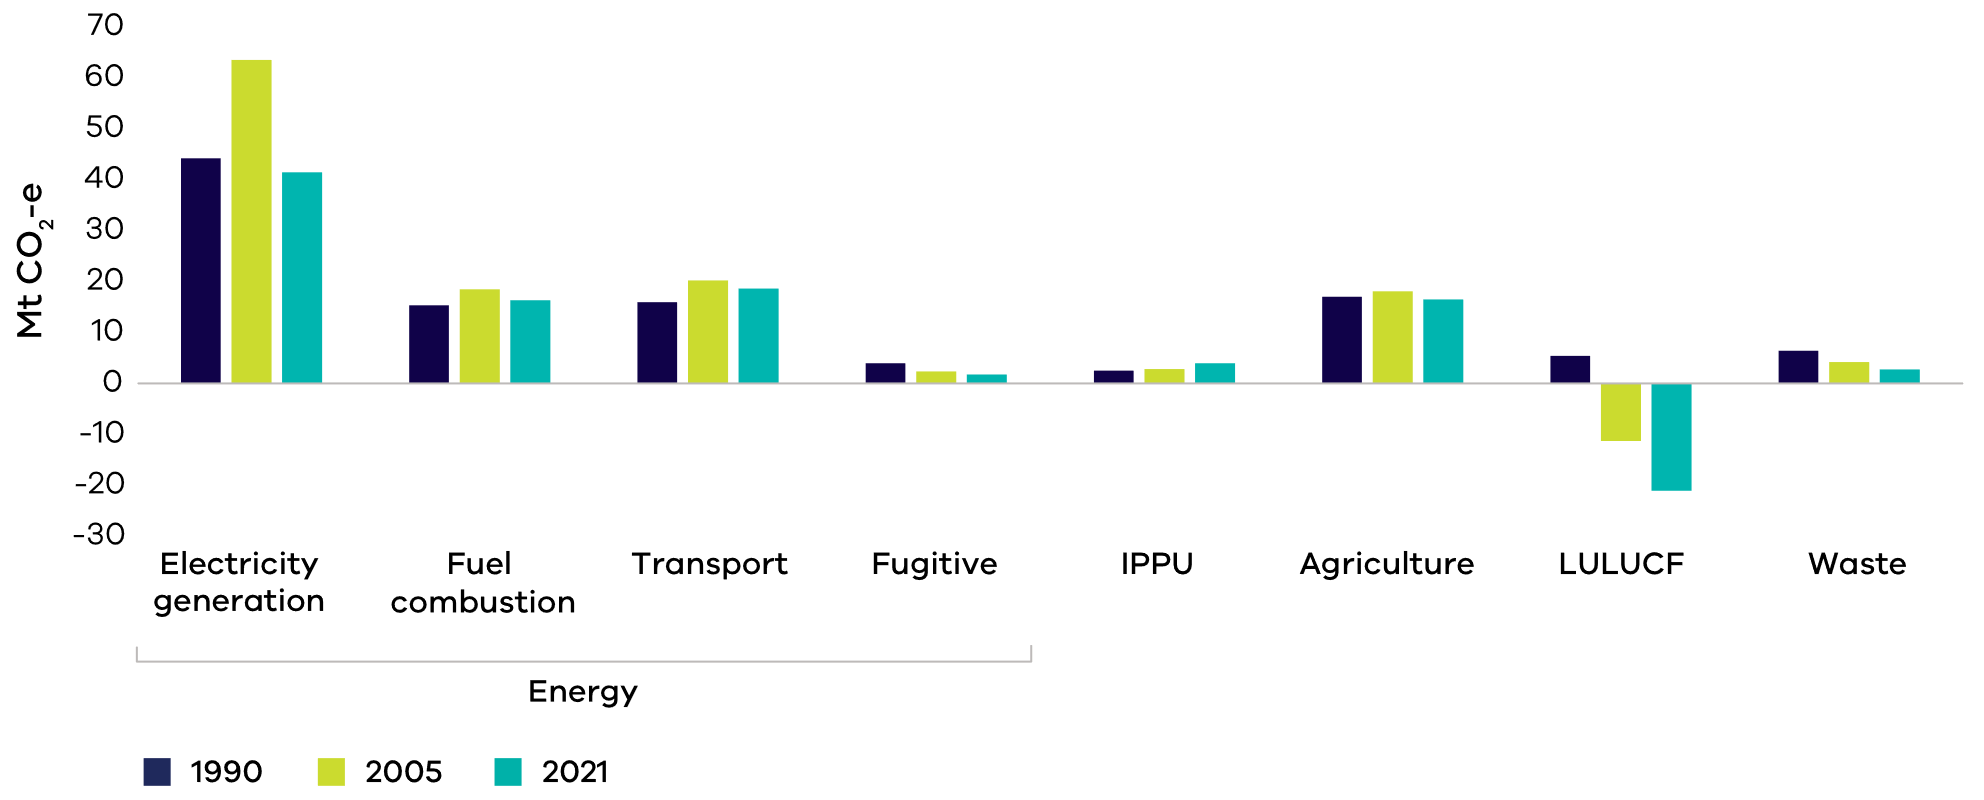 70
60
50
40
30
20
10
0
-10
-20
-30
Mt CO₂-e
Electricity
generation
Fuel
combustion
Transport
Fugitive
IPPU
Agriculture
LULUCF
Waste
Energy
1990
2005
2021